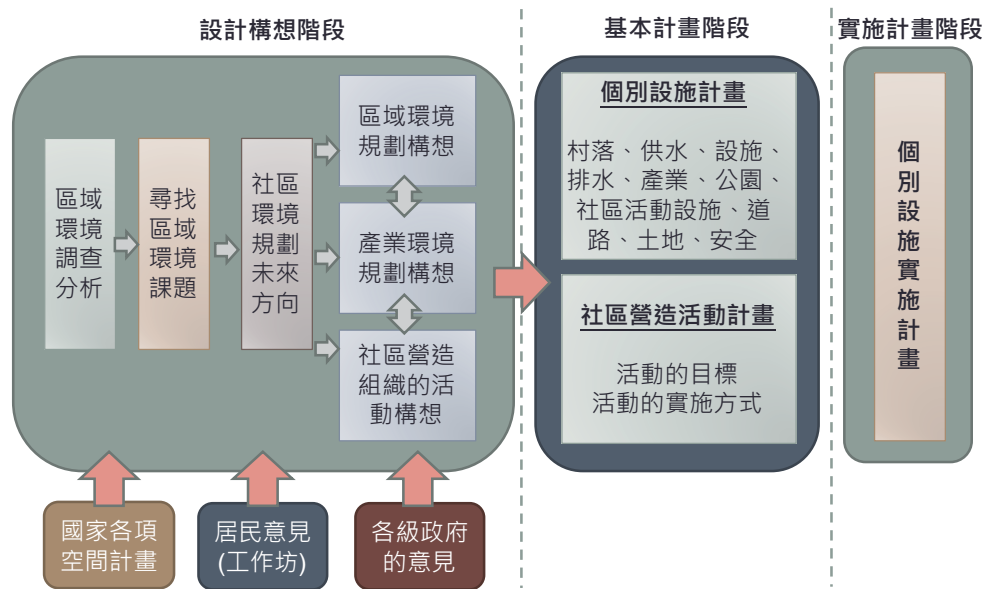 設計構想階段
基本計畫階段
實施計畫階段
區域
環境
調查
分析
尋找
區域
環境
課題
社區
環境
規劃
未來
方向
區域環境
規劃構想
產業環境
規劃構想
社區營造
組織的活
動構想
個別設施計畫
村落、供水、設施、
排水、產業、公園、
社區活動設施、道
路、土地、安全
社區營造活動計畫
活動的目標
活動的實施方式
個別設施實施計畫
國家各項
空間計畫
居民意見
(工作坊)
各級政府
的意見